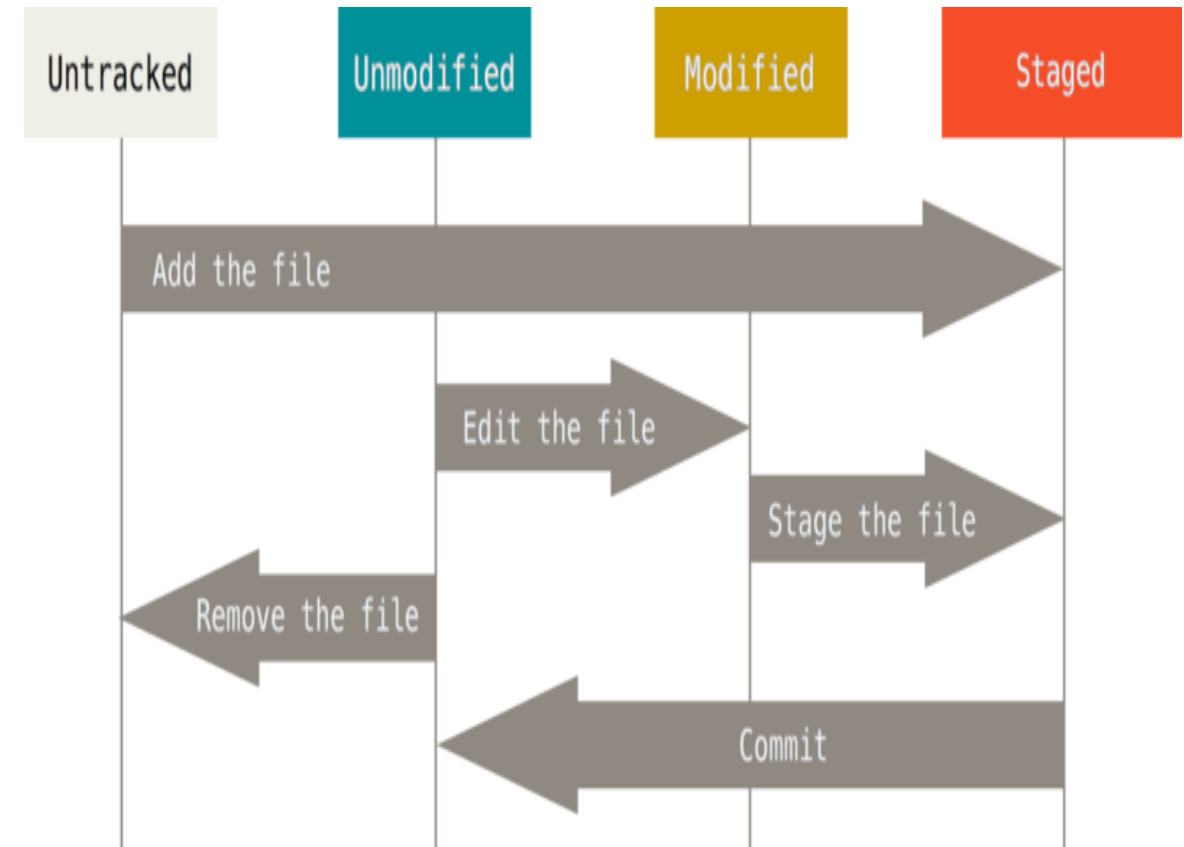 Untracked
Unmodified
Modified
Staged
Add the file
Edit the file
Stage the file
Remove the file
Commit